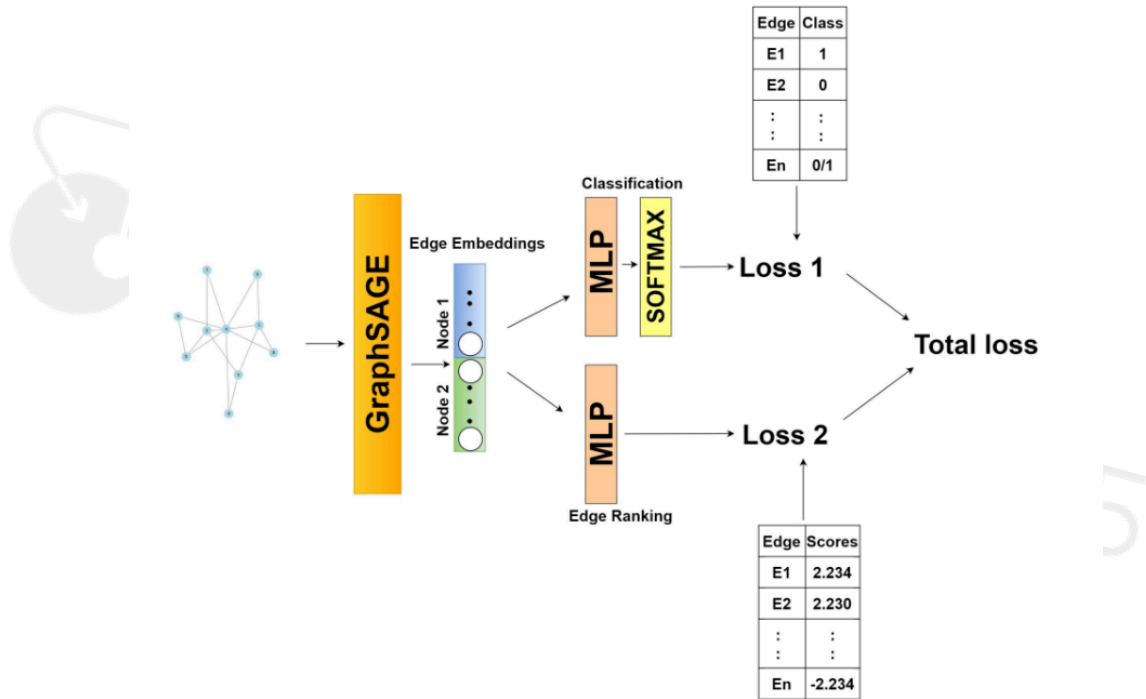 Edge Class
E1 1
E2 0
: :
: :
En 0/1
Classification
MLP
SOFTMAX
Loss 1
GraphSAGE
Edge Embeddings
Node 1
Node 2
Total loss
MLP
Edge Ranking
Loss 2
Edge Scores
E1 2.234
E2 2.230
: :
: :
En -2.234